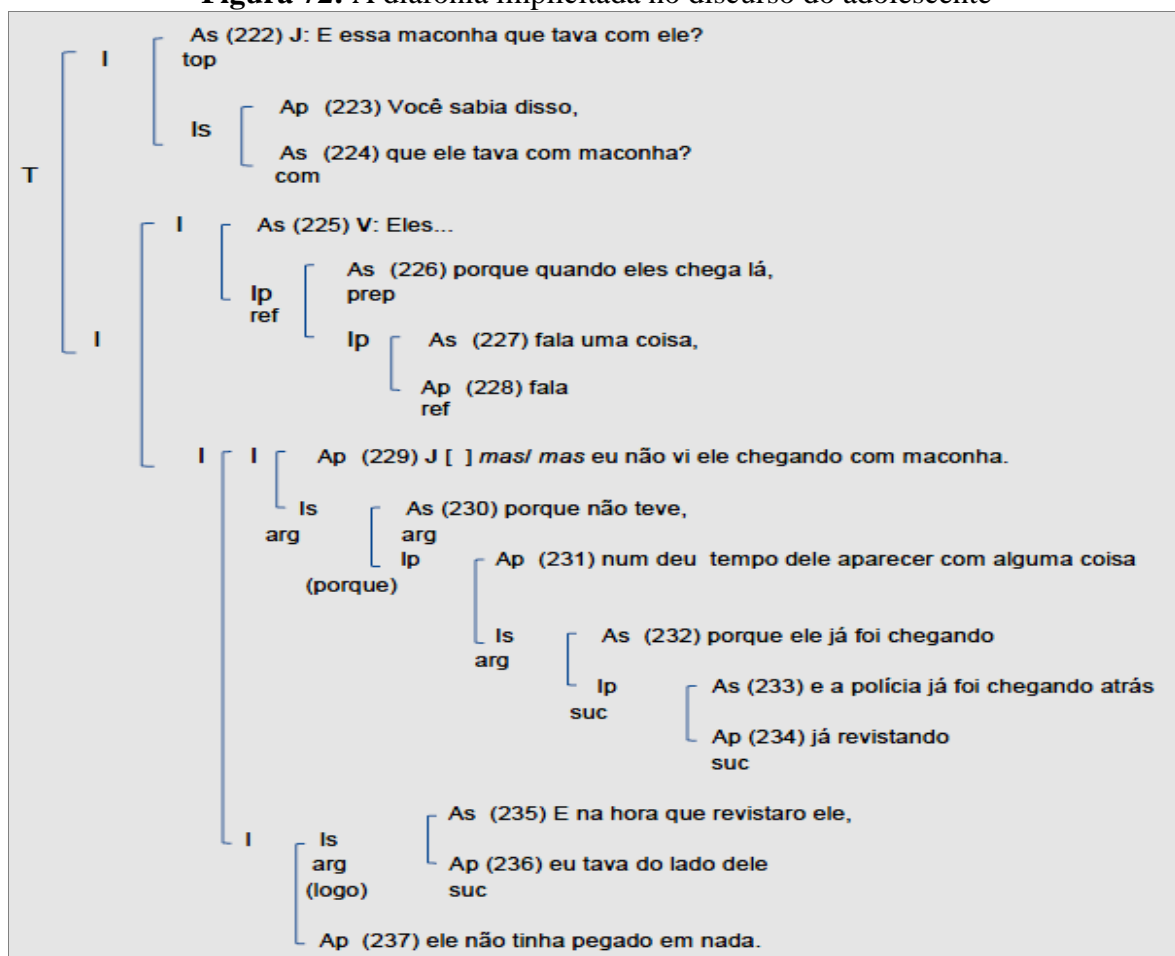 Figura 72: A diafonia implicitada no discurso do adolescente
As (222) J: E essa maconha que tava com ele?
I
top
Ap (223) Você sabia disso,
Is
As (224) que ele tava com maconha?
T
com
I
As (225) V: Eles...
As (226) porque quando eles chega lá,
Ip
prep
ref
I
Ip
As (227) fala uma coisa,
Ap (228) fala
ref
I
I
Ap (229) J [ ] mas/ mas eu não vi ele chegando com maconha.
Is
As (230) porque não teve,
arg
arg
Ip
Ap (231) num deu tempo dele aparecer com alguma coisa
(porque)
Is
As (232) porque ele já foi chegando
arg
Ip
As (233) e a polícia já foi chegando atrás
suc
Ap (234) já revistando
suc
As (235) E na hora que revistaro ele,
I
Is
arg
Ap (236) eu tava do lado dele
(logo)
suc
Ap (237) ele não tinha pegado em nada.